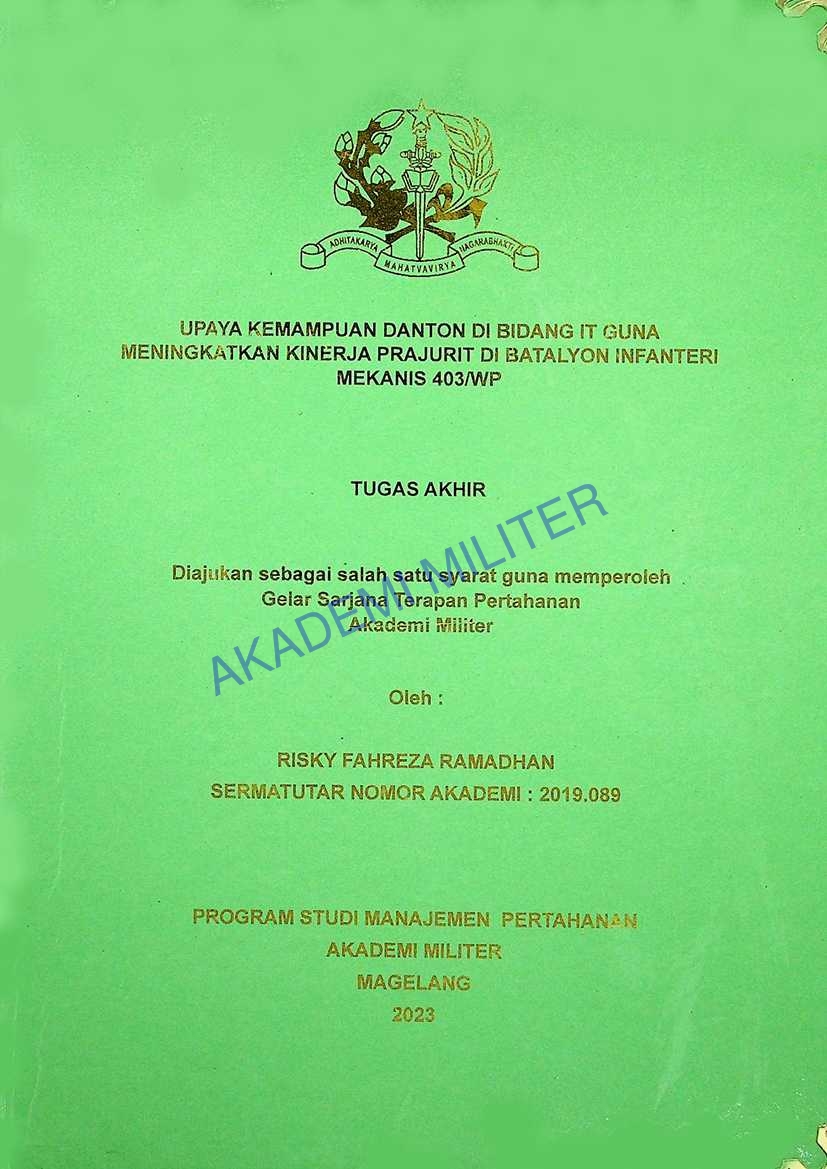 ADHITAKARYA
MAHATVAVIRYA
NAGARABHAKTI
UPAYA KEMAMPUAN DANTON DI BIDANG IT GUNA
MENINGKATKAN KINERJA PRAJURIT DI BATALYON INFANTERI
MEKANIS 403/WP
TUGAS AKHIR
Diajukan sebagai salah satu syarat guna memperoleh
Gelar Sarjana Terapan Pertahanan
Akademi Militer
AKADEMI MILITER
Oleh :
RISKY FAHREZA RAMADHAN
SERMATUTAR NOMOR AKADEMI : 2019.089
PROGRAM STUDI MANAJEMEN PERTAHANAN
AKADEMI MILITER
MAGELANG
2023